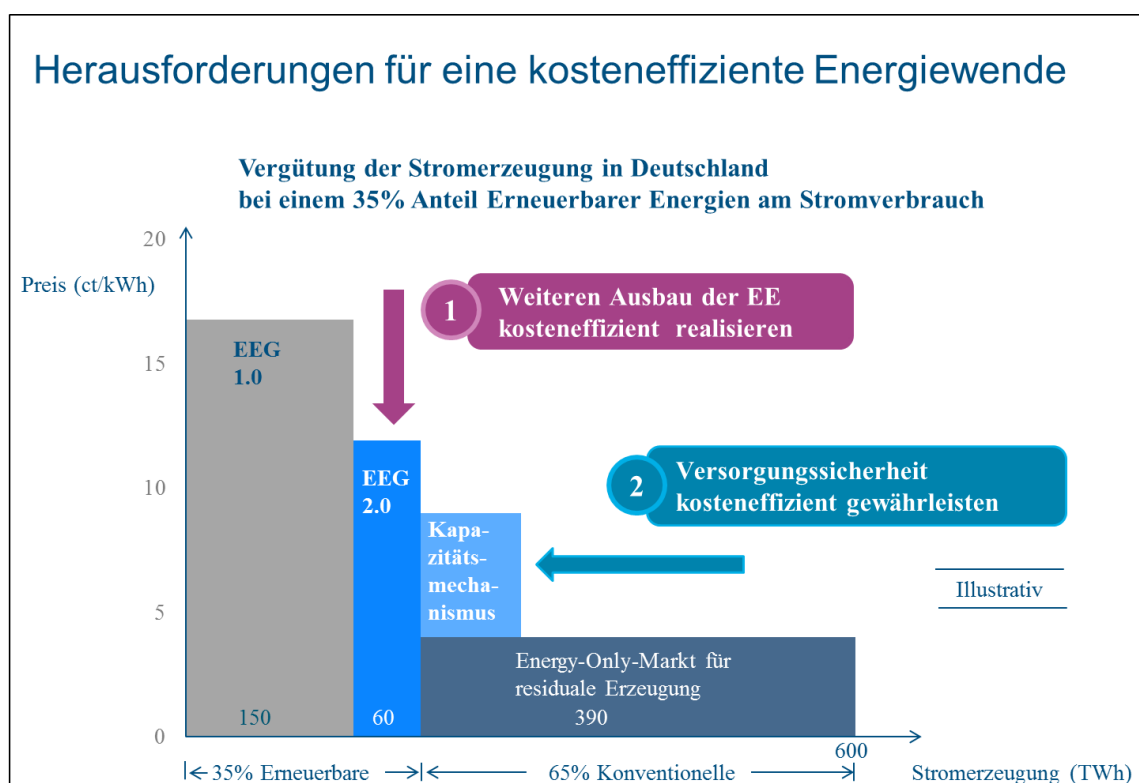 Herausforderungen für eine kosteneffiziente Energiewende
Vergütung der Stromerzeugung in Deutschland
bei einem 35% Anteil Erneuerbarer Energien am Stromverbrauch
20
Preis (ct/kWh)
1
Weiteren Ausbau der EE
kosteneffizient realisieren
15
EEG
1.0
2
Versorgungssicherheit
kosteneffizient gewährleisten
10
EEG
2.0
Kapa-
zitäts-
mecha-
nismus
Illustrativ
5
Energy-Only-Markt für
residuale Erzeugung
150
60
390
0
600
35% Erneuerbare
65% Konventionelle
Stromerzeugung (TWh)